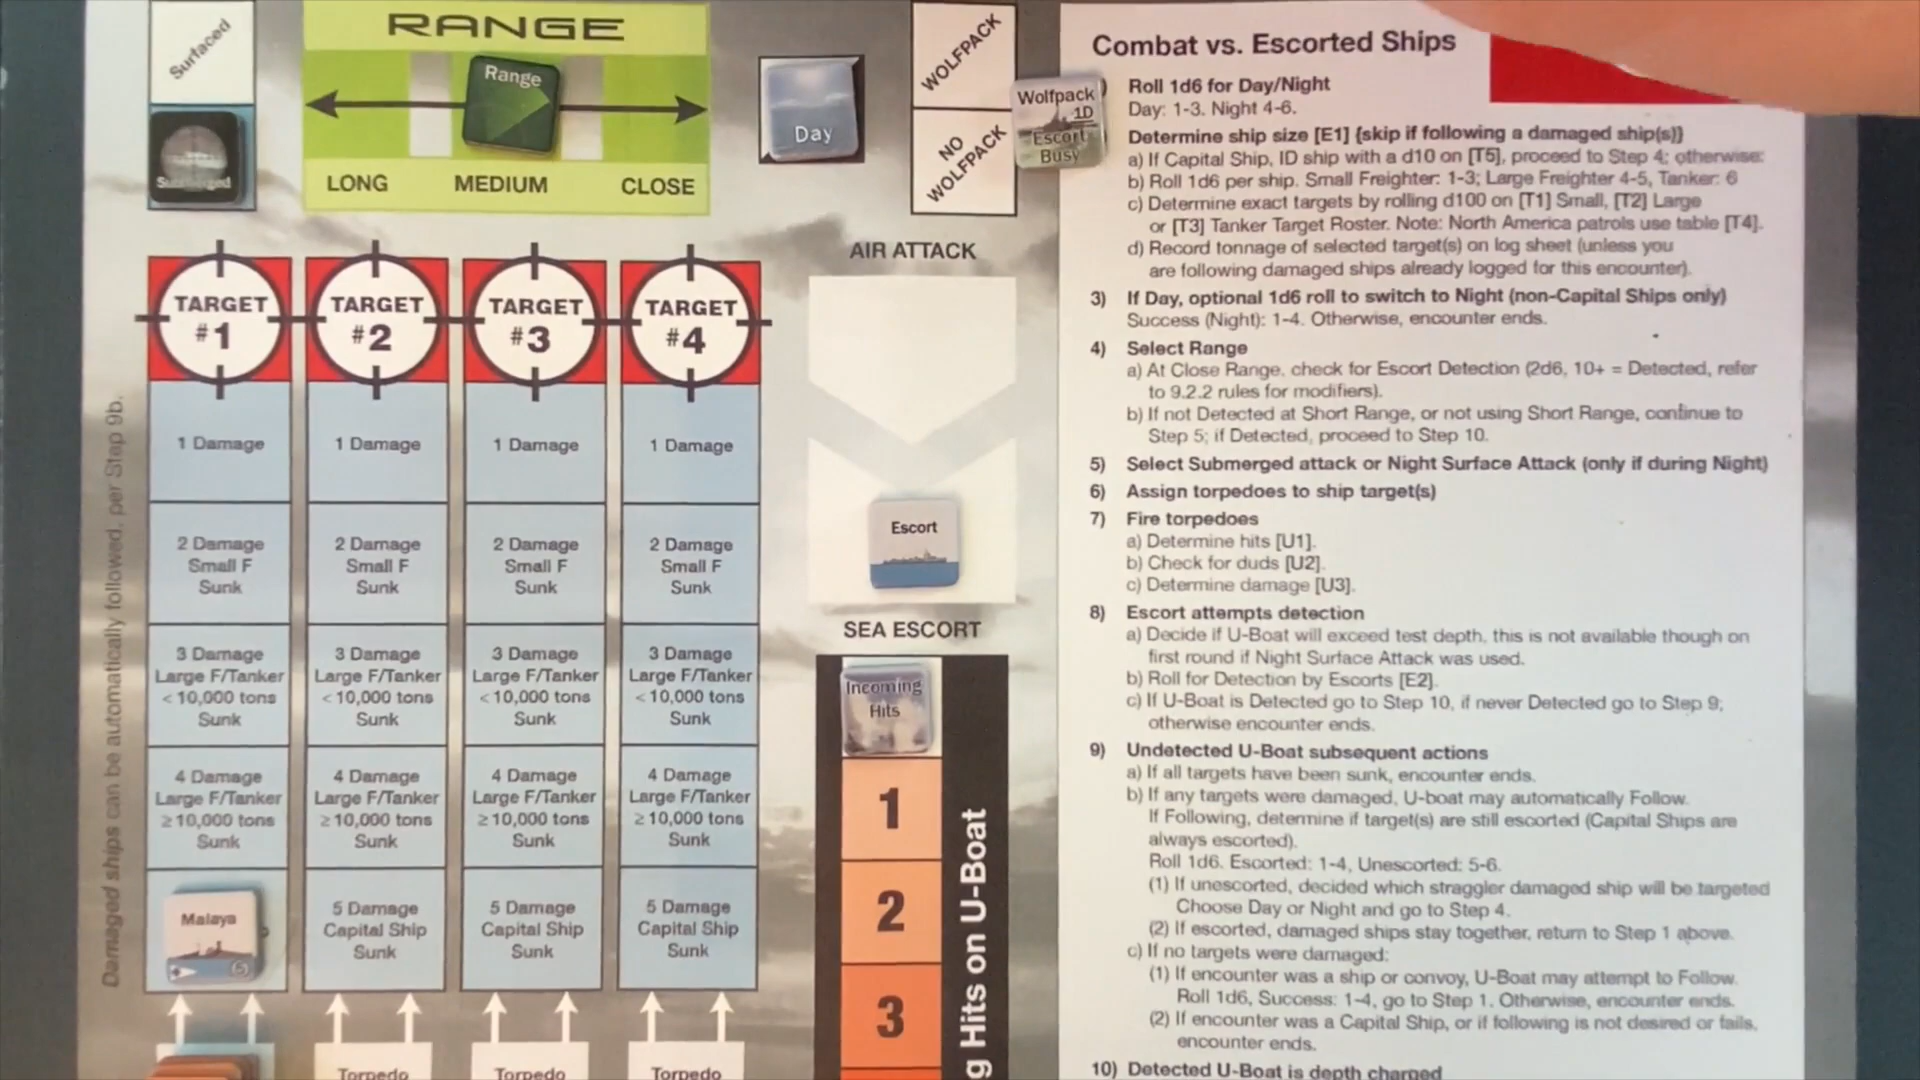 Surfaced
Submerged
RANGE
Range
LONG
MEDIUM
CLOSE
Day
WOLFPACK
NO
WOLFPACK
Wolfpack
1D
Escort
Busy
TARGET
#1
TARGET
#2
TARGET
#3
TARGET
#4
1 Damage
1 Damage
1 Damage
1 Damage
2 Damage
Small F
Sunk
2 Damage
Small F
Sunk
2 Damage
Small F
Sunk
2 Damage
Small F
Sunk
3 Damage
Large F/Tanker
< 10,000 tons
Sunk
3 Damage
Large F/Tanker
< 10,000 tons
Sunk
3 Damage
Large F/Tanker
< 10,000 tons
Sunk
3 Damage
Large F/Tanker
< 10,000 tons
Sunk
4 Damage
Large F/Tanker
≥ 10,000 tons
Sunk
4 Damage
Large F/Tanker
≥ 10,000 tons
Sunk
4 Damage
Large F/Tanker
≥ 10,000 tons
Sunk
4 Damage
Large F/Tanker
≥ 10,000 tons
Sunk
Malaya
5
5 Damage
Capital Ship
Sunk
5 Damage
Capital Ship
Sunk
5 Damage
Capital Ship
Sunk
Torpedo
Torpedo
Torpedo
Damaged ships can be automatically followed, per Step 9b.
AIR ATTACK
Escort
SEA ESCORT
Incoming
Hits
1
2
3
g Hits on U-Boat
Combat vs. Escorted Ships
Roll 1d6 for Day/Night
Day: 1-3. Night 4-6.
Determine ship size [E1] {skip if following a damaged ship(s)}
a) If Capital Ship, ID ship with a d10 on [T5], proceed to Step 4; otherwise:
b) Roll 1d6 per ship. Small Freighter: 1-3; Large Freighter 4-5, Tanker: 6
c) Determine exact targets by rolling d100 on [T1] Small, [T2] Large
or [T3] Tanker Target Roster. Note: North America patrols use table [T4].
d) Record tonnage of selected target(s) on log sheet (unless you
are following damaged ships already logged for this encounter).
3) If Day, optional 1d6 roll to switch to Night (non-Capital Ships only)
Success (Night): 1-4. Otherwise, encounter ends.
4) Select Range
a) At Close Range, check for Escort Detection (2d6, 10+ = Detected, refer
to 9.2.2 rules for modifiers).
b) If not Detected at Short Range, or not using Short Range, continue to
Step 5; if Detected, proceed to Step 10.
5) Select Submerged attack or Night Surface Attack (only if during Night)
6) Assign torpedoes to ship target(s)
7) Fire torpedoes
a) Determine hits [U1].
b) Check for duds [U2].
c) Determine damage [U3].
8) Escort attempts detection
a) Decide if U-Boat will exceed test depth, this is not available though on
first round if Night Surface Attack was used.
b) Roll for Detection by Escorts [E2].
c) If U-Boat is Detected go to Step 10, if never Detected go to Step 9;
otherwise encounter ends.
9) Undetected U-Boat subsequent actions
a) If all targets have been sunk, encounter ends.
b) If any targets were damaged, U-boat may automatically Follow.
If Following, determine if target(s) are still escorted (Capital Ships are
always escorted).
Roll 1d6. Escorted: 1-4, Unescorted: 5-6.
(1) If unescorted, decided which straggler damaged ship will be targeted
Choose Day or Night and go to Step 4.
(2) If escorted, damaged ships stay together, return to Step 1 above.
c) If no targets were damaged:
(1) If encounter was a ship or convoy, U-Boat may attempt to Follow.
Roll 1d6, Success: 1-4, go to Step 1. Otherwise, encounter ends.
(2) If encounter was a Capital Ship, or if following is not desired or fails,
encounter ends.
10) Detected U-Boat is depth charged